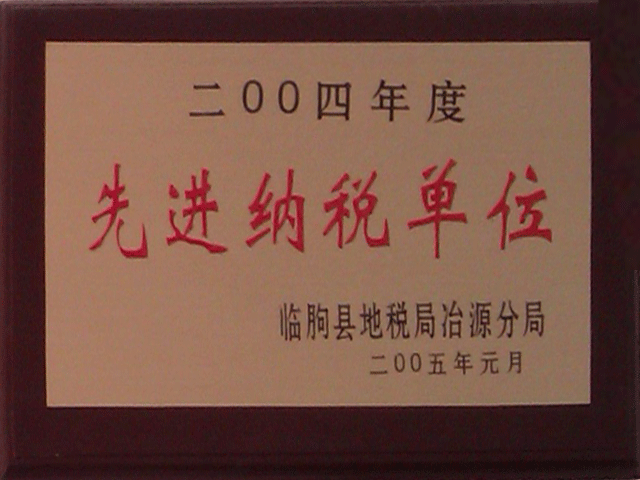 二00四年度
先进纳税单位
临朐县地税局冶源分局
二00五年元月